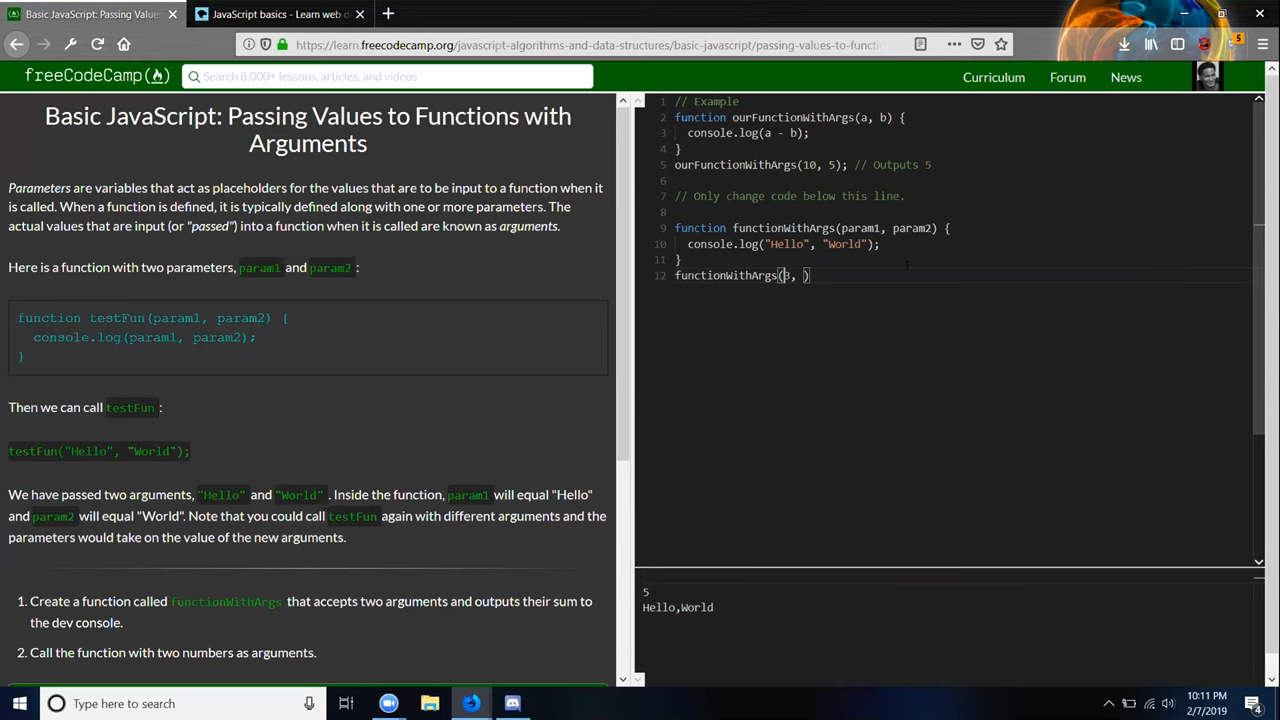 Basic JavaScript: Passing Values
JavaScript basics - Learn web d
https://learn.freecodecamp.org/javascript-algorithms-and-data-structures/basic-javascript/passing-values-to-functi
5
freeCodeCamp
Search 8,000+ lessons, articles, and videos
Curriculum
Forum
News
Basic JavaScript: Passing Values to Functions with
Arguments
Parameters are variables that act as placeholders for the values that are to be input to a function when it
is called. When a function is defined, it is typically defined along with one or more parameters. The
actual values that are input (or "passed") into a function when it is called are known as arguments.
Here is a function with two parameters, param1 and param2 :
function testFun(param1, param2) {
console.log(param1, param2);
}
Then we can call testFun :
testFun("Hello", "World");
We have passed two arguments, "Hello" and "World" . Inside the function, param1 will equal "Hello"
and param2 will equal "World". Note that you could call testFun again with different arguments and the
parameters would take on the value of the new arguments.
1. Create a function called functionWithArgs that accepts two arguments and outputs their sum to
the dev console.
2. Call the function with two numbers as arguments.
1 // Example
2 function ourFunctionWithArgs(a, b) {
3 console.log(a - b);
4 }
5 ourFunctionWithArgs(10, 5); // Outputs 5
6
7 // Only change code below this line.
8
9 function functionWithArgs(param1, param2) {
10 console.log("Hello", "World");
11 }
12 functionWithArgs(3, )
5
Hello,World
Type here to search
10:11 PM
2/7/2019
4